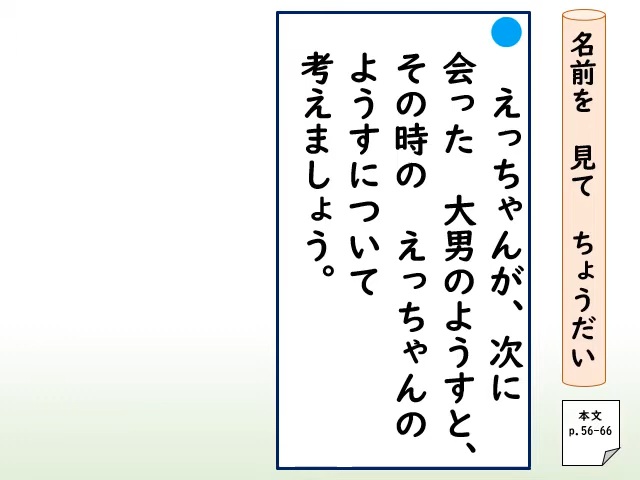 名前を　見て　ちょうだい
本文
p.56-66
えっちゃんが、次に
会った　大男のようすと、
その時の　えっちゃんの
ようすについて
考えましょう。